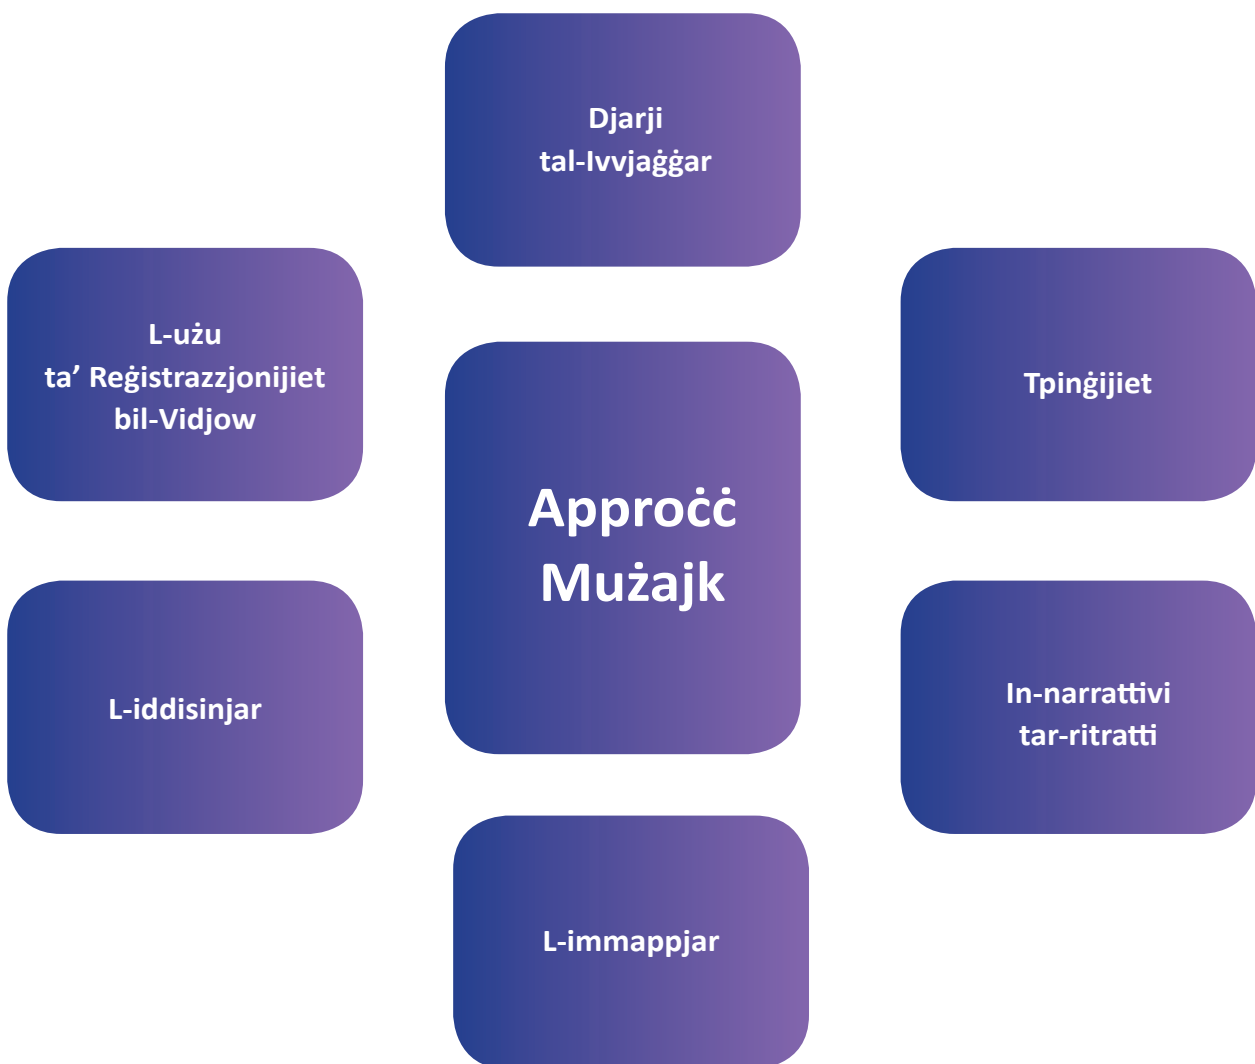 Djarji
tal-Ivvjaġġar
L-użu
ta’ Reġistrazzjonijiet
bil-Vidjow
Tpinġijiet
Approċċ
Mużajk
L-iddisinjar
In-narrattivi
tar-ritratti
L-immappjar